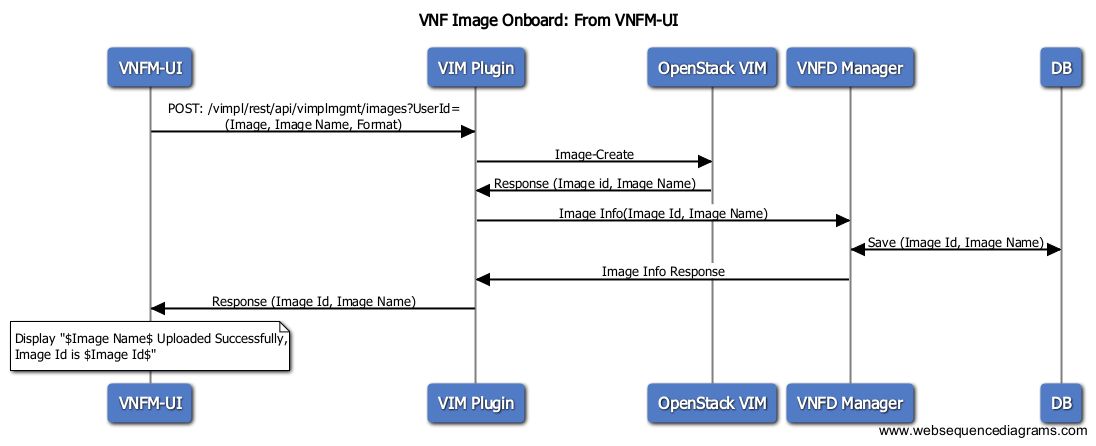 VNF Image Onboard: From VNFM-UI
VNFM-UI
VIM Plugin
OpenStack VIM
VNFD Manager
DB
POST: /vimpl/rest/api/vimplmgmt/images?UserId=
(Image, Image Name, Format)
Image-Create
Response (Image id, Image Name)
Image Info(Image Id, Image Name)
Save (Image Id, Image Name)
Image Info Response
Response (Image Id, Image Name)
Display "$Image Name$ Uploaded Successfully,
Image Id is $Image Id$"
VNFM-UI
VIM Plugin
OpenStack VIM
VNFD Manager
DB
www.websequencediagrams.com